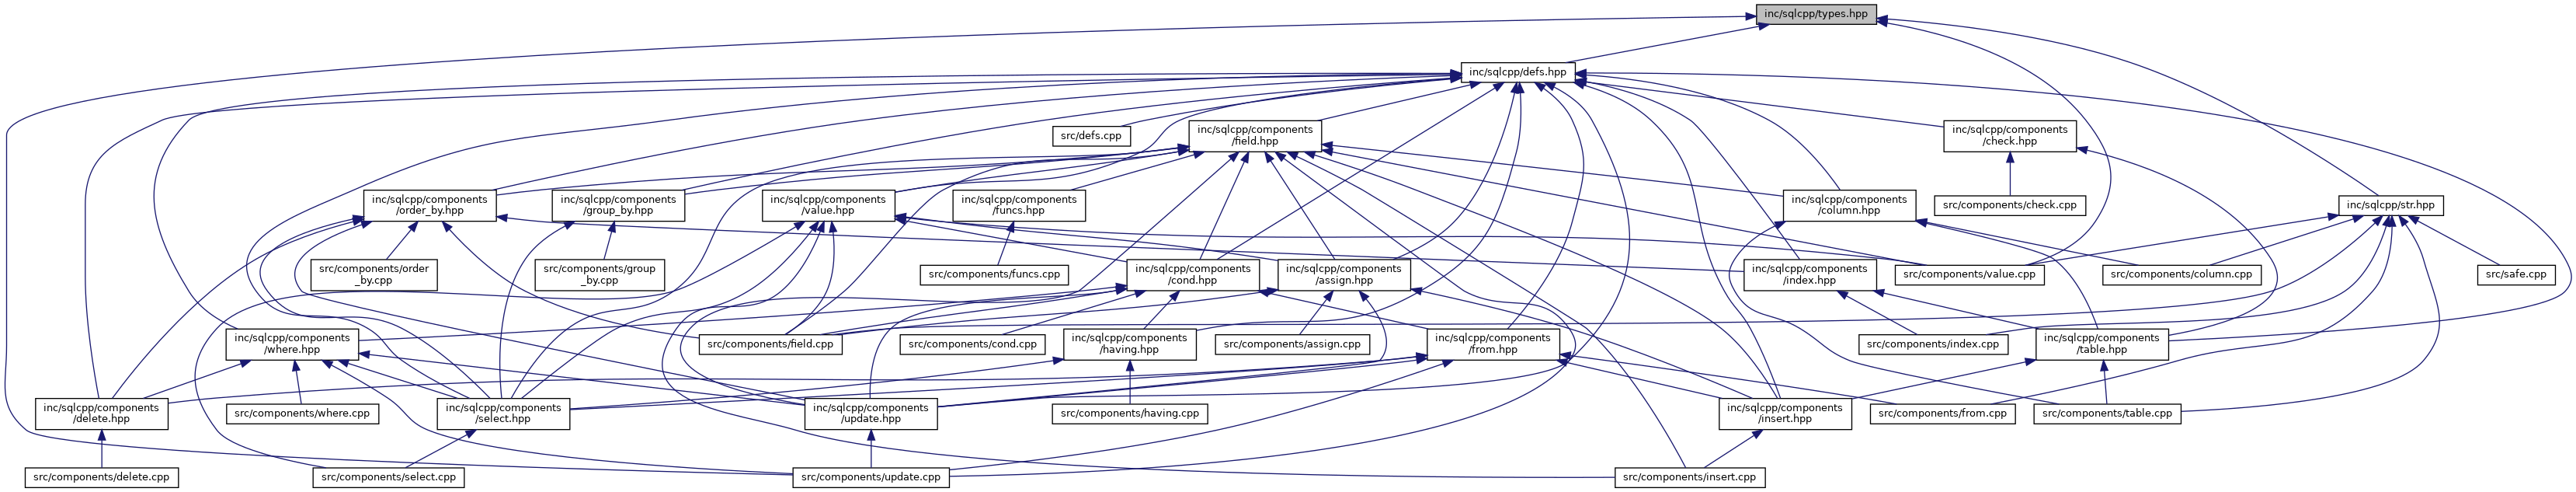 inc/sqlcpp/types.hpp
inc/sqlcpp/defs.hpp
src/defs.cpp
inc/sqlcpp/components
/field.hpp
inc/sqlcpp/components
/check.hpp
inc/sqlcpp/components
/order_by.hpp
inc/sqlcpp/components
/group_by.hpp
inc/sqlcpp/components
/value.hpp
inc/sqlcpp/components
/funcs.hpp
inc/sqlcpp/components
/column.hpp
src/components/check.cpp
inc/sqlcpp/str.hpp
src/components/order
_by.cpp
src/components/group
_by.cpp
src/components/funcs.cpp
inc/sqlcpp/components
/cond.hpp
inc/sqlcpp/components
/assign.hpp
inc/sqlcpp/components
/index.hpp
src/components/value.cpp
src/components/column.cpp
src/safe.cpp
inc/sqlcpp/components
/where.hpp
src/components/field.cpp
src/components/cond.cpp
inc/sqlcpp/components
/having.hpp
src/components/assign.cpp
inc/sqlcpp/components
/from.hpp
src/components/index.cpp
inc/sqlcpp/components
/table.hpp
inc/sqlcpp/components
/delete.hpp
src/components/where.cpp
inc/sqlcpp/components
/select.hpp
inc/sqlcpp/components
/update.hpp
src/components/having.cpp
inc/sqlcpp/components
/insert.hpp
src/components/from.cpp
src/components/table.cpp
src/components/delete.cpp
src/components/select.cpp
src/components/update.cpp
src/components/insert.cpp